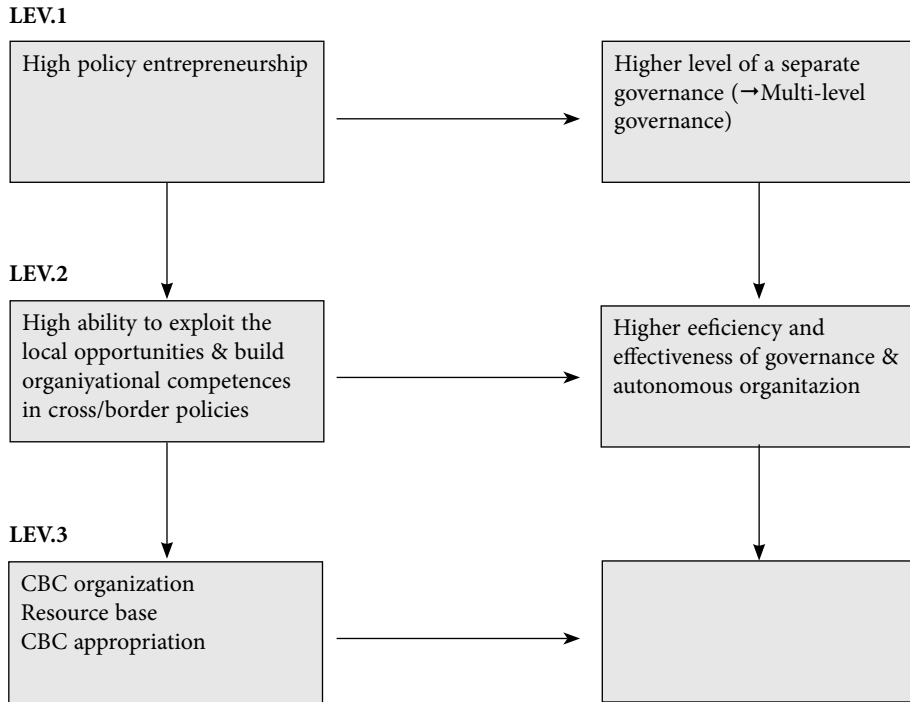 LEV.1
High policy entrepreneurship
Higher level of a separate
governance (→Multi-level
governance)
LEV.2
High ability to exploit the
local opportunities & build
organiyational competences
in cross/border policies
Higher eeficiency and
effectiveness of governance &
autonomous organitazion
LEV.3
CBC organization
Resource base
CBC appropriation